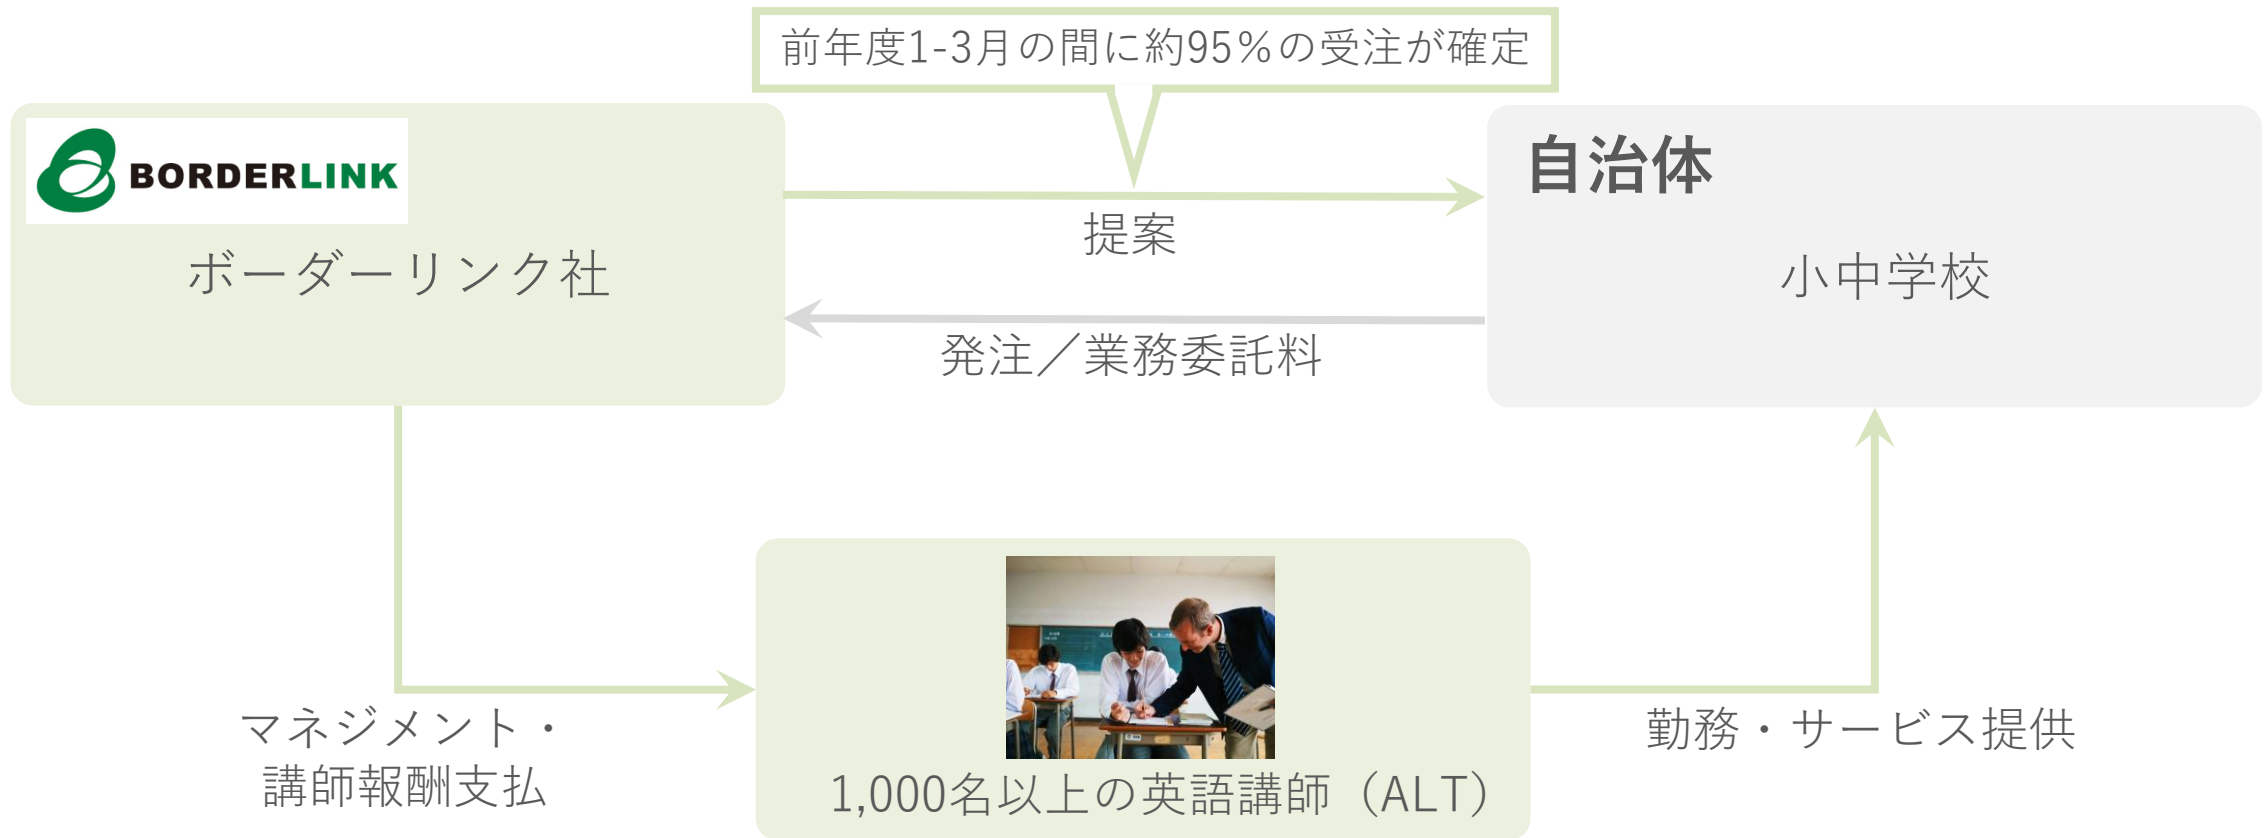 前年度1-3月の間に約95%の受注が確定
BORDERLINK
ボーダーリンク社
自治体
小中学校
提案
発注／業務委託料
マネジメント・
講師報酬支払
1,000名以上の英語講師（ALT）
勤務・サービス提供